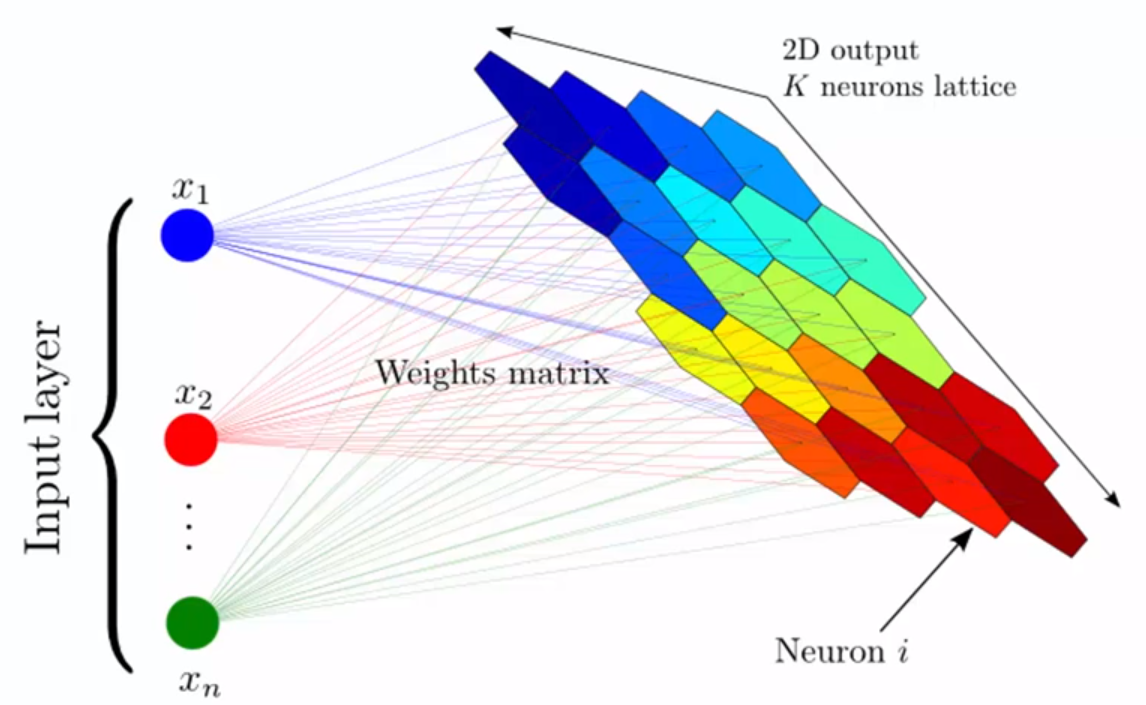 2D output
K neurons lattice
x₁
Input layer
Weights matrix
x₂
⋮
xₙ
Neuron i